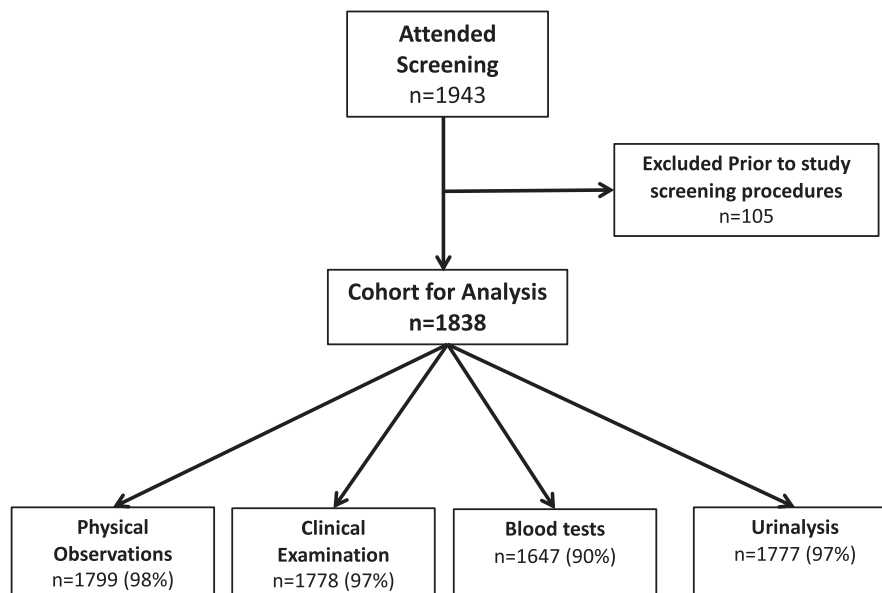 Attended
Screening
n=1943
Excluded Prior to study
screening procedures
n=105
Cohort for Analysis
n=1838
Physical
Observations
n=1799 (98%)
Clinical
Examination
n=1778 (97%)
Blood tests
n=1647 (90%)
Urinalysis
n=1777 (97%)